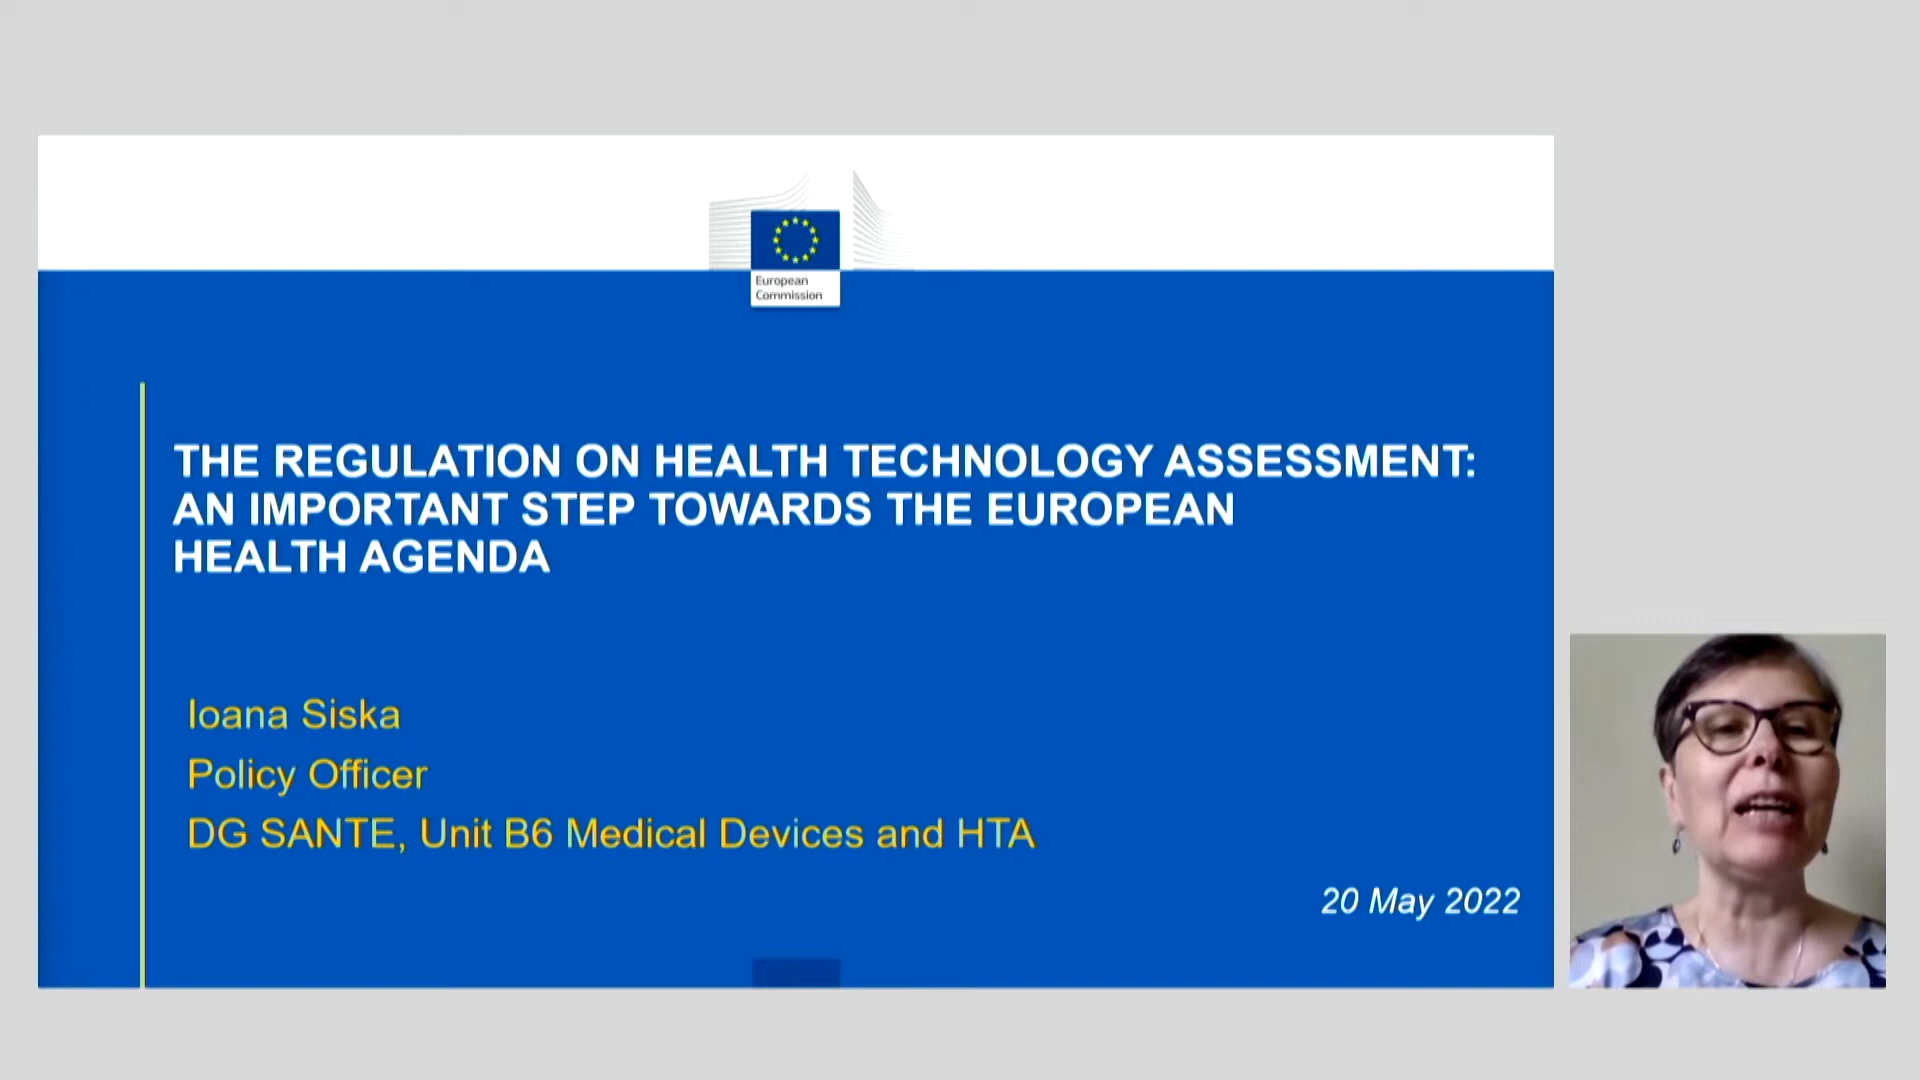 European
Commission
THE REGULATION ON HEALTH TECHNOLOGY ASSESSMENT:
AN IMPORTANT STEP TOWARDS THE EUROPEAN
HEALTH AGENDA
Ioana Siska
Policy Officer
DG SANTE, Unit B6 Medical Devices and HTA
20 May 2022